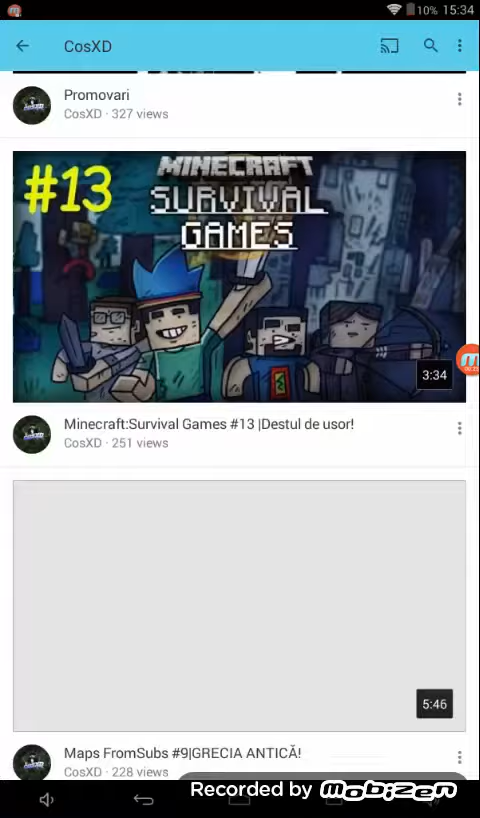 10% 15:34
CosXD
Promovari
CosXD · 327 views
#13
MINECRAFT
SURVIVAL
GAMES
3:34
Minecraft:Survival Games #13 |Destul de usor!
CosXD · 251 views
5:46
Maps FromSubs #9|GRECIA ANTICĂ!
CosXD · 228 views
Recorded by mobizen